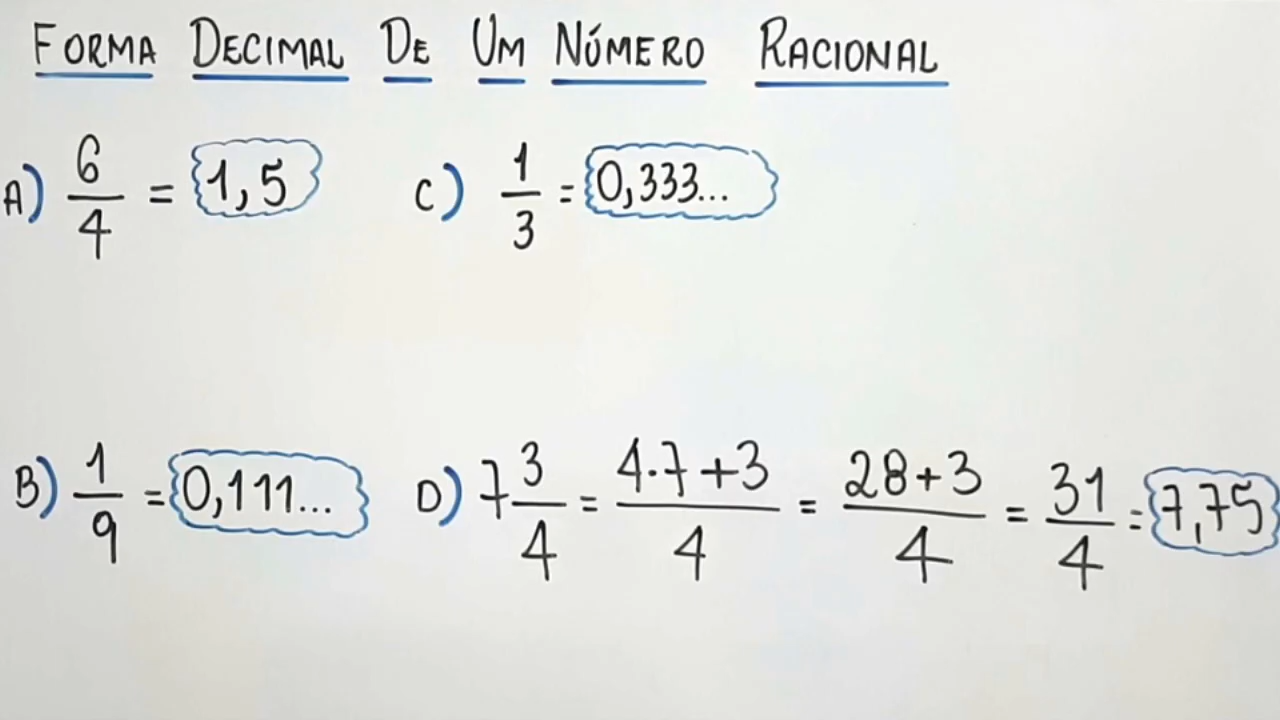 FORMA DECIMAL DE UM NÚMERO RACIONAL
A) 6/4 = 1,5
C) 1/3 = 0,333...
B) 1/9 = 0,111...
D) 7 3/4 = 4·7+3/4 = 28+3/4 = 31/4 = 7,75